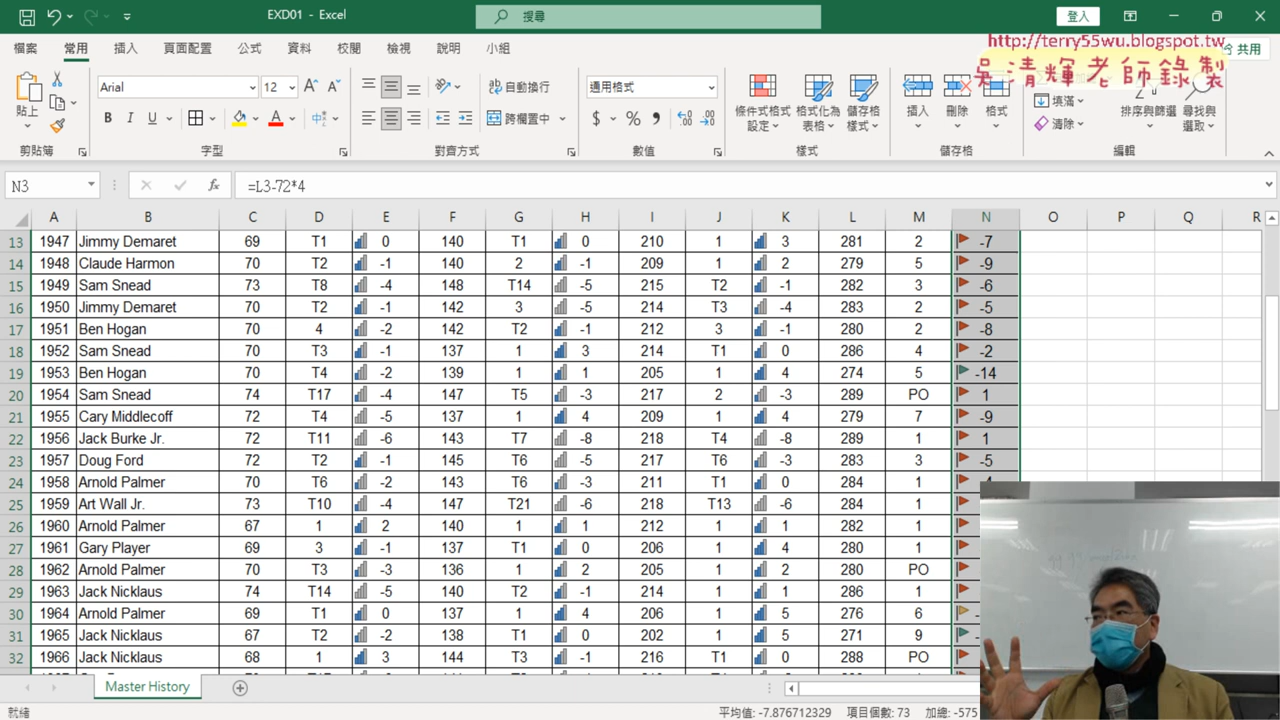 EXD01 - Excel
搜尋
登入
http://terry55wu.blogspot.tw
吳清輝老師錄製
檔案 常用 插入 頁面配置 公式 資料 校閱 檢視 說明 小組 共用
貼上 Arial 12 自動換行 跨欄置中 通用格式 條件式格式設定 格式化為表格 儲存格樣式 插入 刪除 格式 填滿 清除 排序與篩選 尋找與選取
剪貼簿 字型 對齊方式 數值 樣式 儲存格 編輯
N3 =L3-72*4
A B C D E F G H I J K L M N O P Q R
13 1947 Jimmy Demaret 69 T1 0 140 T1 0 210 1 3 281 2 -7
14 1948 Claude Harmon 70 T2 -1 140 2 -1 209 1 2 279 5 -9
15 1949 Sam Snead 73 T8 -4 148 T14 -5 215 T2 -1 282 3 -6
16 1950 Jimmy Demaret 70 T2 -1 142 3 -5 214 T3 -4 283 2 -5
17 1951 Ben Hogan 70 4 -2 142 T2 -1 212 3 -1 280 2 -8
18 1952 Sam Snead 70 T3 -1 137 1 3 214 T1 0 286 4 -2
19 1953 Ben Hogan 70 T4 -2 139 1 1 205 1 4 274 5 -14
20 1954 Sam Snead 74 T17 -4 147 T5 -3 217 2 -3 289 PO 1
21 1955 Cary Middlecoff 72 T4 -5 137 1 4 209 1 4 279 7 -9
22 1956 Jack Burke Jr. 72 T11 -6 143 T7 -8 218 T4 -8 289 1 1
23 1957 Doug Ford 72 T2 -1 145 T6 -5 217 T6 -3 283 3 -5
24 1958 Arnold Palmer 70 T6 -2 143 T6 -3 211 T1 0 284 1
25 1959 Art Wall Jr. 73 T10 -4 147 T21 -6 218 T13 -6 284 1
26 1960 Arnold Palmer 67 1 2 140 1 1 212 1 1 282 1
27 1961 Gary Player 69 3 -1 137 T1 0 206 1 4 280 1
28 1962 Arnold Palmer 70 T3 -3 136 1 2 205 1 2 280 PO
29 1963 Jack Nicklaus 74 T14 -5 140 T2 -1 214 1 1 286 1
30 1964 Arnold Palmer 69 T1 0 137 1 4 206 1 5 276 6
31 1965 Jack Nicklaus 67 T2 -2 138 T1 0 202 1 5 271 9
32 1966 Jack Nicklaus 68 1 3 144 T3 -1 216 T1 0 288 PO
Master History
就緒 平均值: -7.876712329 項目個數: 73 加總: -575